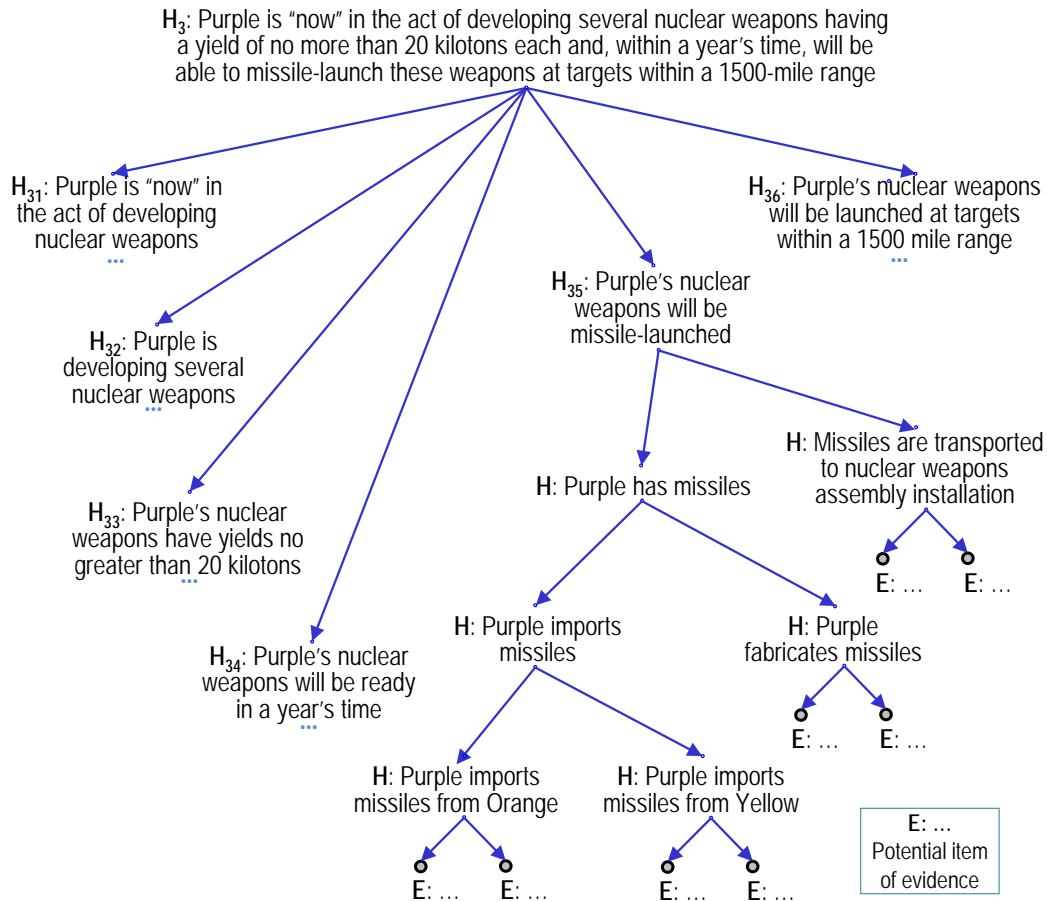 H3: Purple is “now” in the act of developing several nuclear weapons having
a yield of no more than 20 kilotons each and, within a year’s time, will be
able to missile-launch these weapons at targets within a 1500-mile range
H31: Purple is “now” in
the act of developing
nuclear weapons
...
H36: Purple’s nuclear weapons
will be launched at targets
within a 1500 mile range
...
H35: Purple’s nuclear
weapons will be
missile-launched
H32: Purple is
developing several
nuclear weapons
...
H: Missiles are transported
to nuclear weapons
assembly installation
E: ...
E: ...
H: Purple has missiles
H33: Purple’s nuclear
weapons have yields no
greater than 20 kilotons
...
H: Purple imports
missiles
H: Purple
fabricates missiles
E: ...
E: ...
H34: Purple’s nuclear
weapons will be ready
in a year’s time
...
H: Purple imports
missiles from Orange
E: ...
E: ...
H: Purple imports
missiles from Yellow
E: ...
E: ...
E: ...
Potential item
of evidence